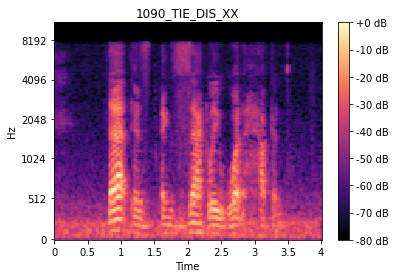 1090_TIE_DIS_XX
+0 dB
8192
-10 dB
4096
-20 dB
-30 dB
2048
Hz
-40 dB
1024
-50 dB
512
-60 dB
-70 dB
0
-80 dB
0 0.5 1 1.5 2 2.5 3 3.5 4
Time